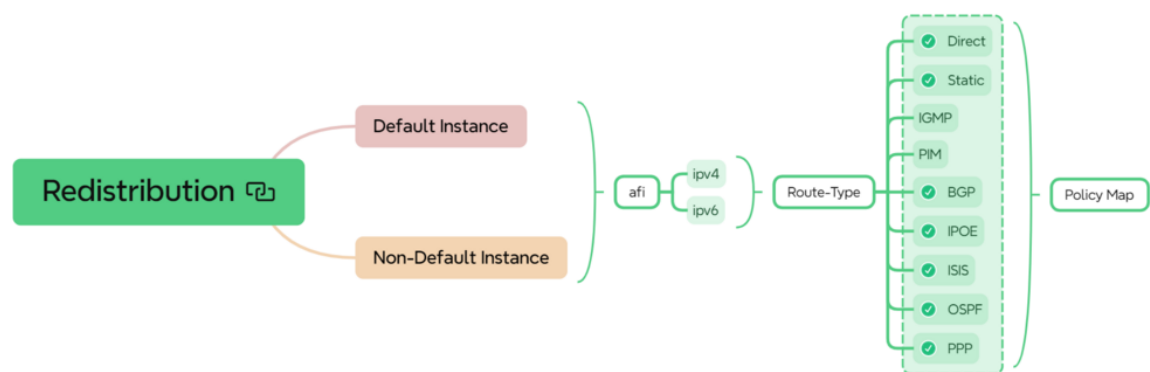 Redistribution
Default Instance
Non-Default Instance
afi
ipv4
ipv6
Route-Type
Direct
Static
IGMP
PIM
BGP
IPOE
ISIS
OSPF
PPP
Policy Map